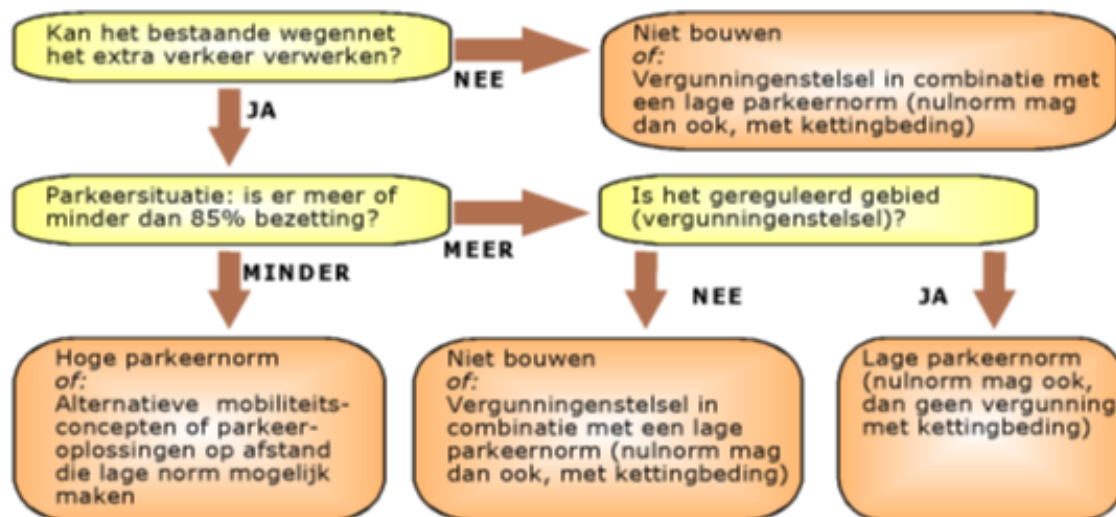 Kan het bestaande wegennet
het extra verkeer verwerken?
NEE
Niet bouwen
of:
Vergunningenstelsel in combinatie met
een lage parkeernorm (nulnorm mag
dan ook, met kettingbeding)
JA
Parkeersituatie: is er meer of
minder dan 85% bezetting?
MEER
Is het gereguleerd gebied
(vergunningenstelsel)?
MINDER
NEE
JA
Hoge parkeernorm
of:
Alternatieve mobiliteits-
concepten of parkeer-
oplossingen op afstand
die lage norm mogelijk
maken
Niet bouwen
of:
Vergunningenstelsel in
combinatie met een lage
parkeernorm (nulnorm mag
dan ook, met kettingbeding)
Lage parkeernorm
(nulnorm mag ook,
dan geen vergunning
met kettingbeding)